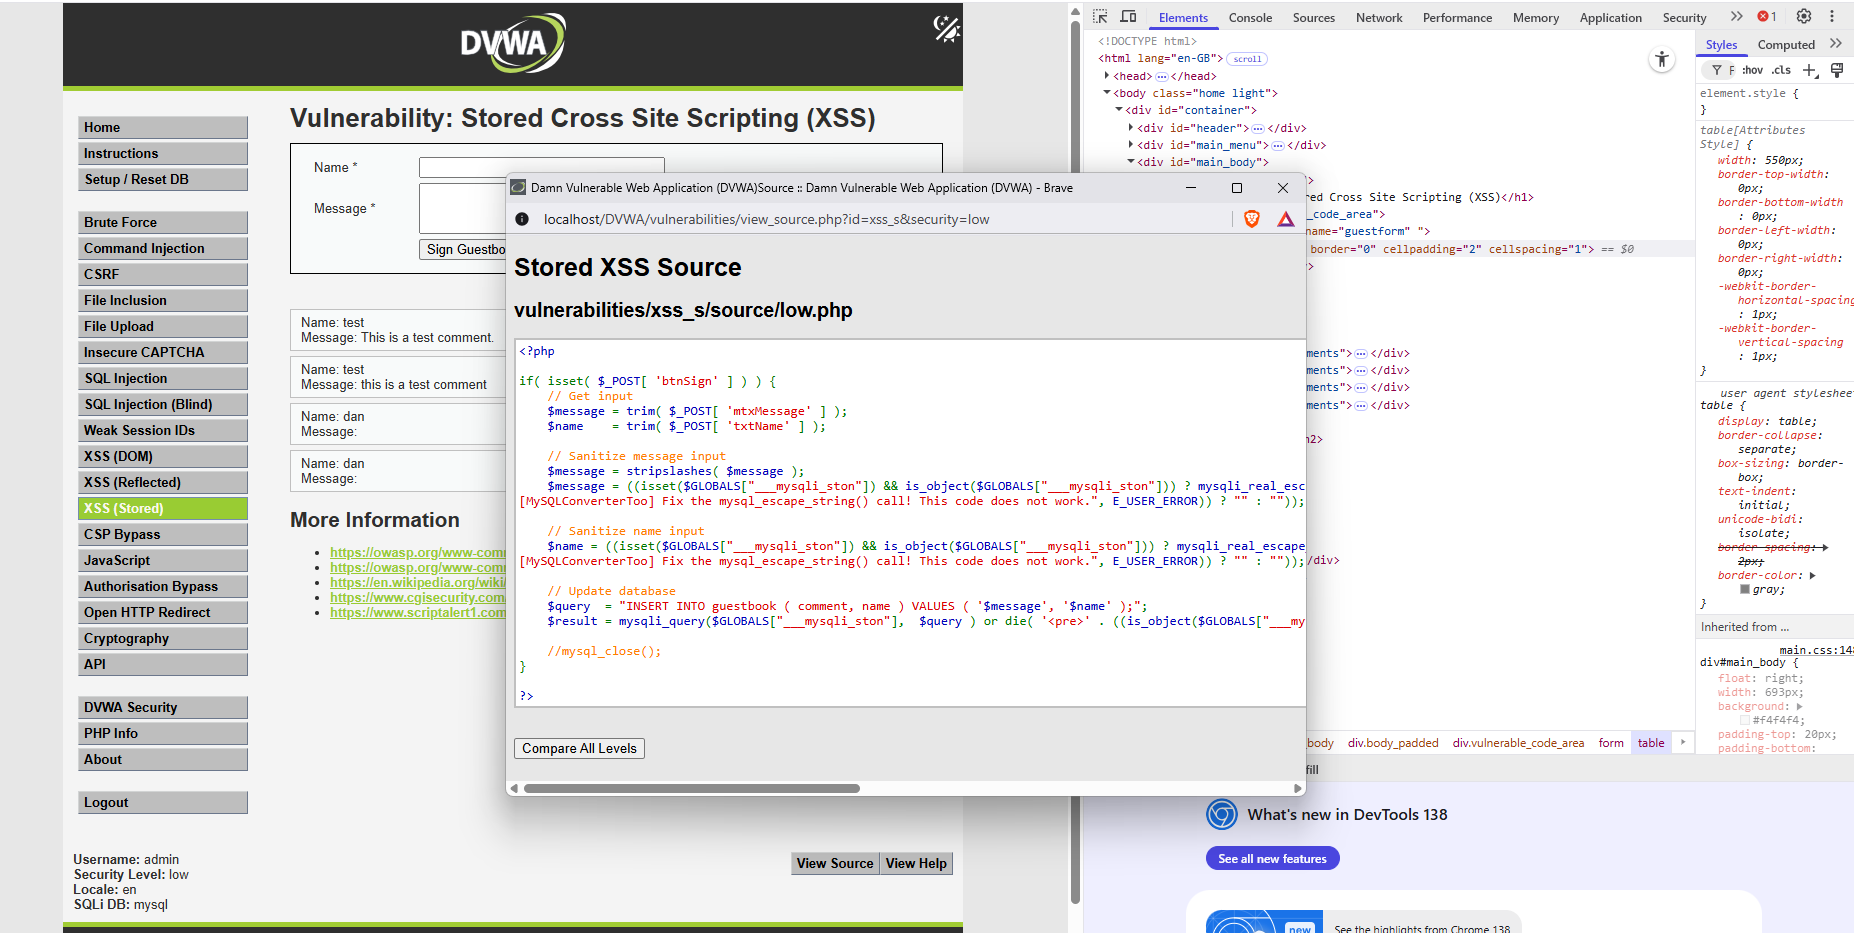 DVWA
Home
Instructions
Setup / Reset DB
Brute Force
Command Injection
CSRF
File Inclusion
File Upload
Insecure CAPTCHA
SQL Injection
SQL Injection (Blind)
Weak Session IDs
XSS (DOM)
XSS (Reflected)
XSS (Stored)
CSP Bypass
JavaScript
Authorisation Bypass
Open HTTP Redirect
Cryptography
API
DVWA Security
PHP Info
About
Logout
Username: admin
Security Level: low
Locale: en
SQLi DB: mysql
Vulnerability: Stored Cross Site Scripting (XSS)
Name *
Message *
Sign Guestbo
Name: test
Message: This is a test comment.
Name: test
Message: this is a test comment
Name: dan
Message:
Name: dan
Message:
More Information
https://owasp.org/www-com
https://owasp.org/www-com
https://en.wikipedia.org/wiki/
https://www.cgisecurity.com
https://www.scriptalert1.com
View Source
View Help
Damn Vulnerable Web Application (DVWA)Source :: Damn Vulnerable Web Application (DVWA) - Brave
localhost/DVWA/vulnerabilities/view_source.php?id=xss_s&security=low
Stored XSS Source
vulnerabilities/xss_s/source/low.php
<?php
if( isset( $_POST[ 'btnSign' ] ) ) {
// Get input
$message = trim( $_POST[ 'mtxMessage' ] );
$name    = trim( $_POST[ 'txtName' ] );
// Sanitize message input
$message = stripslashes( $message );
$message = ((isset($GLOBALS["___mysqli_ston"]) && is_object($GLOBALS["___mysqli_ston"])) ? mysqli_real_esc
[MySQLConverterToo] Fix the mysql_escape_string() call! This code does not work.", E_USER_ERROR)) ? "" : ""));
// Sanitize name input
$name = ((isset($GLOBALS["___mysqli_ston"]) && is_object($GLOBALS["___mysqli_ston"])) ? mysqli_real_escape
[MySQLConverterToo] Fix the mysql_escape_string() call! This code does not work.", E_USER_ERROR)) ? "" : ""));
// Update database
$query  = "INSERT INTO guestbook ( comment, name ) VALUES ( '$message', '$name' );";
$result = mysqli_query($GLOBALS["___mysqli_ston"],  $query ) or die( '<pre>' . ((is_object($GLOBALS["___my
//mysql_close();
}
?>
Compare All Levels
Elements
Console
Sources
Network
Performance
Memory
Application
Security
1
<!DOCTYPE html>
<html lang="en-GB"> scroll
<head> </head>
<body class="home light">
<div id="container">
<div id="header"> </div>
<div id="main_menu"> </div>
<div id="main_body">
>
red Cross Site Scripting (XSS)</h1>
_code_area">
name="guestform" ">
border="0" cellpadding="2" cellspacing="1"> == $0
>
ments"> </div>
ments"> </div>
ments"> </div>
ments"> </div>
h2>
/div>
body
div.body_padded
div.vulnerable_code_area
form
table
fill
What's new in DevTools 138
See all new features
new
See the highlights from Chrome 138
Styles
Computed
F
:hov
.cls
element.style {
}
table[Attributes
Style] {
width: 550px;
border-top-width:
0px;
border-bottom-width
: 0px;
border-left-width:
0px;
border-right-width:
0px;
-webkit-border-
horizontal-spacing
: 1px;
-webkit-border-
vertical-spacing
: 1px;
}
user agent stylesheet
table {
display: table;
border-collapse:
separate;
box-sizing: border-
box;
text-indent:
initial;
unicode-bidi:
isolate;
border-spacing:
2px;
border-color:
gray;
}
Inherited from ...
main.css:148
div#main_body {
float: right;
width: 693px;
background:
#f4f4f4;
padding-top: 20px;
padding-bottom: